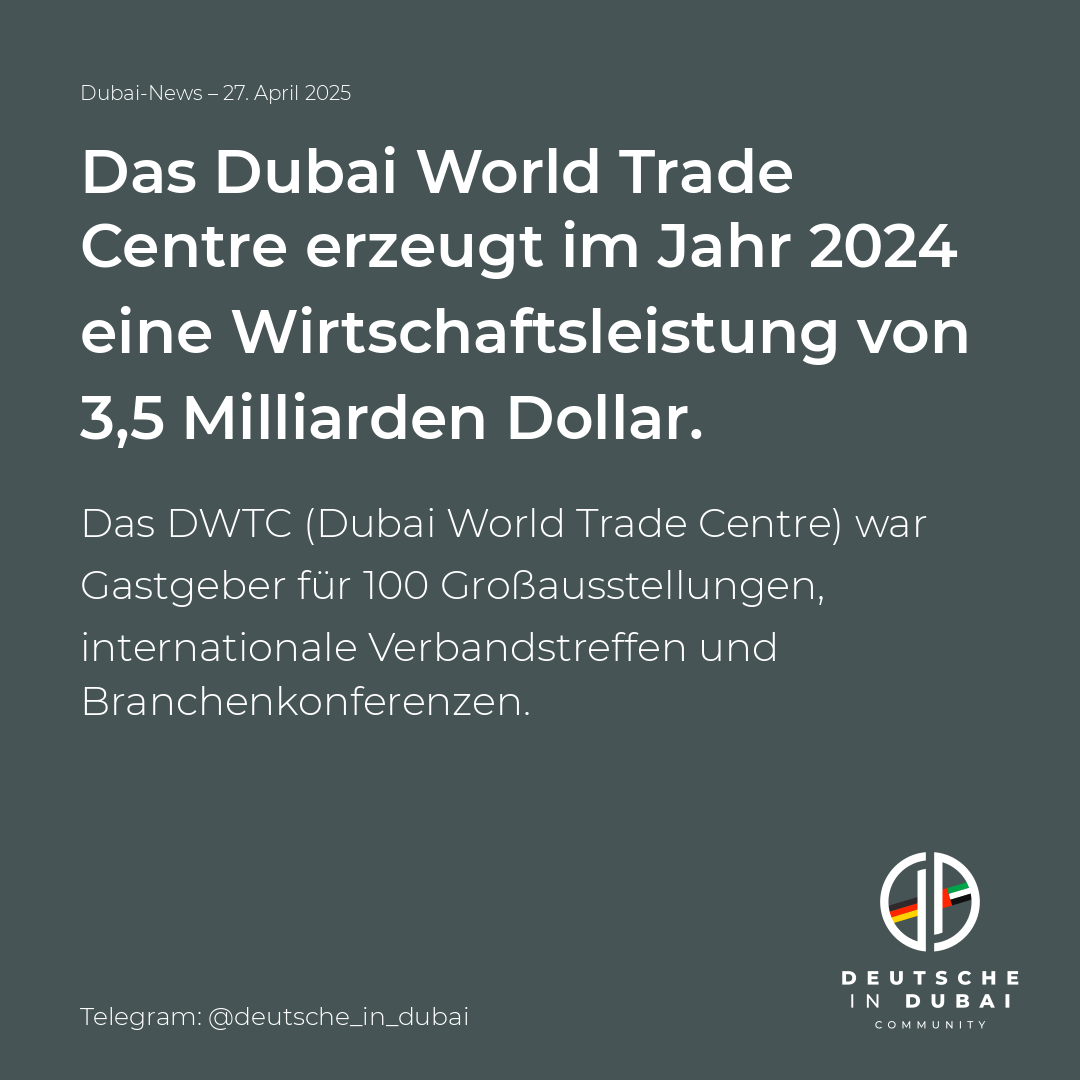 Dubai-News – 27. April 2025
Das Dubai World Trade
Centre erzeugt im Jahr 2024
eine Wirtschaftsleistung von
3,5 Milliarden Dollar.
Das DWTC (Dubai World Trade Centre) war
Gastgeber für 100 Großausstellungen,
internationale Verbandstreffen und
Branchenkonferenzen.
DEUTSCHE
IN DUBAI
COMMUNITY
Telegram: @deutsche_in_dubai